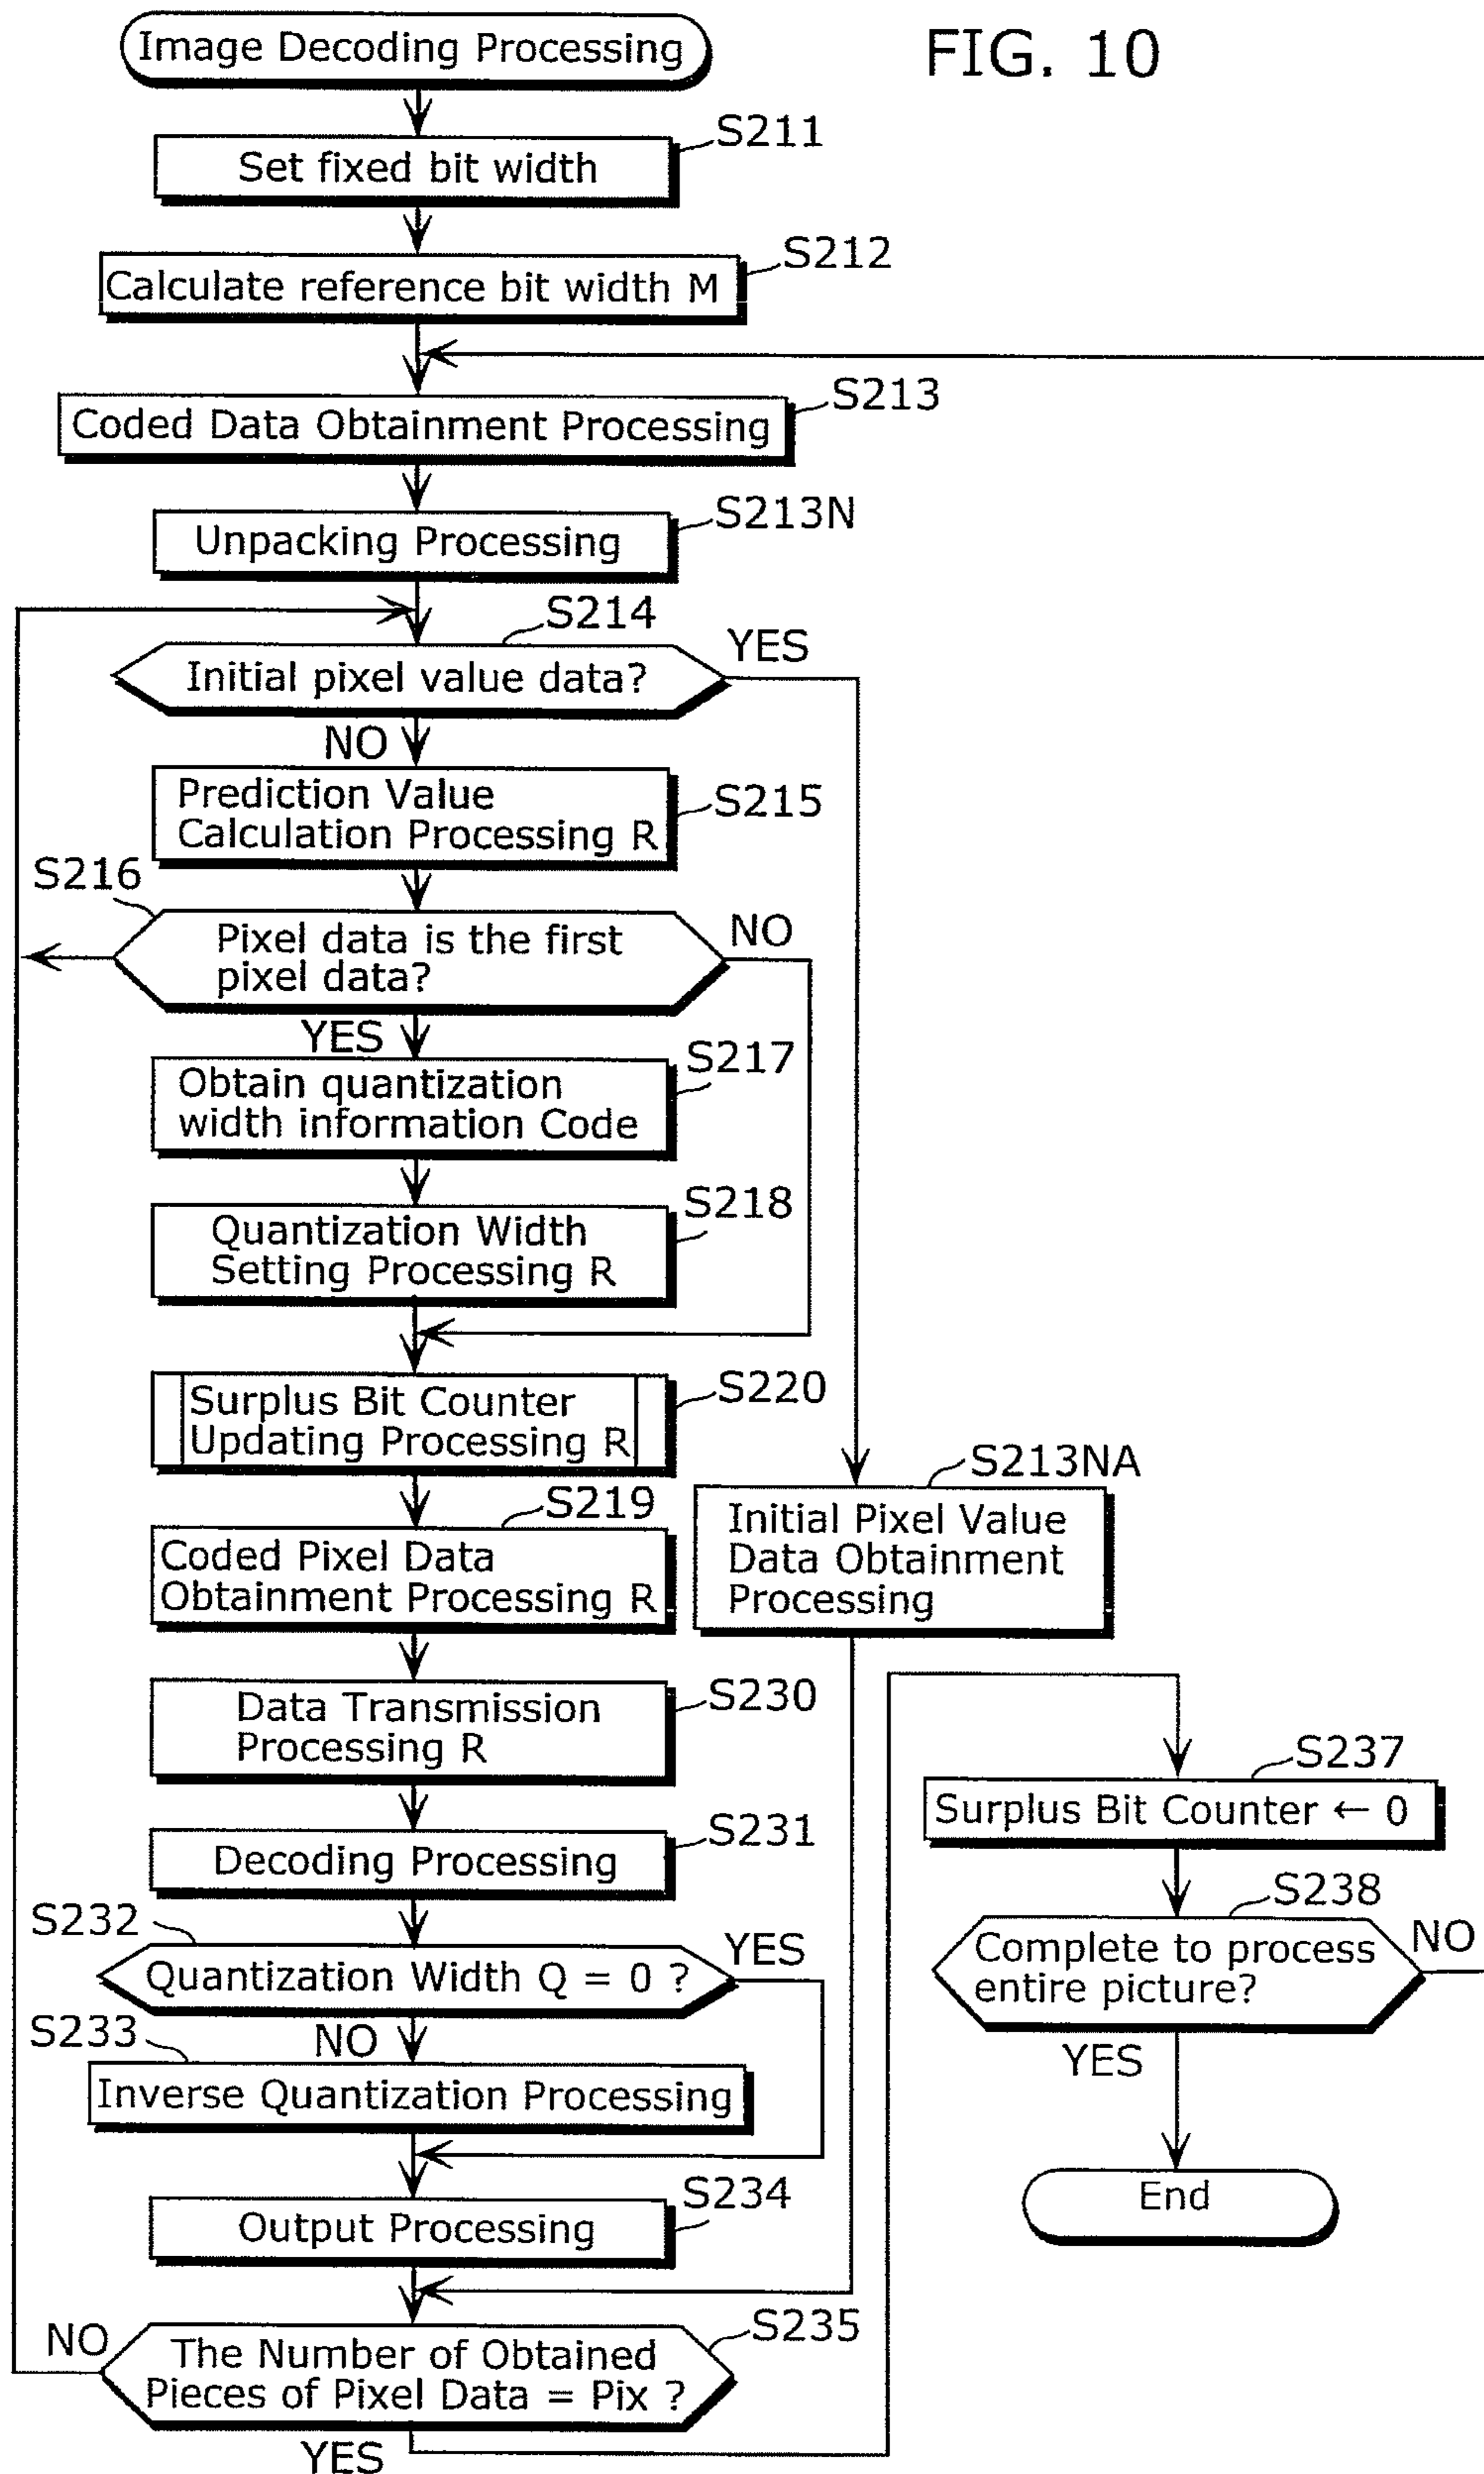 FIG. 10
Image Decoding Processing
S211
Set fixed bit width
S212
Calculate reference bit width M
S213
Coded Data Obtainment Processing
S213N
Unpacking Processing
S214
YES
Initial pixel value data?
NO
Prediction Value
Calculation Processing R
S215
S216
Pixel data is the first
pixel data?
NO
YES
S217
Obtain quantization
width information Code
S218
Quantization Width
Setting Processing R
S220
Surplus Bit Counter
Updating Processing R
S213NA
Initial Pixel Value
Data Obtainment
Processing
S219
Coded Pixel Data
Obtainment Processing R
S230
Data Transmission
Processing R
S231
Decoding Processing
S232
YES
Quantization Width Q = 0 ?
S233
NO
Inverse Quantization Processing
S234
Output Processing
S235
NO
The Number of Obtained
Pieces of Pixel Data = Pix ?
YES
S237
Surplus Bit Counter ← 0
S238
Complete to process
entire picture?
NO
YES
End